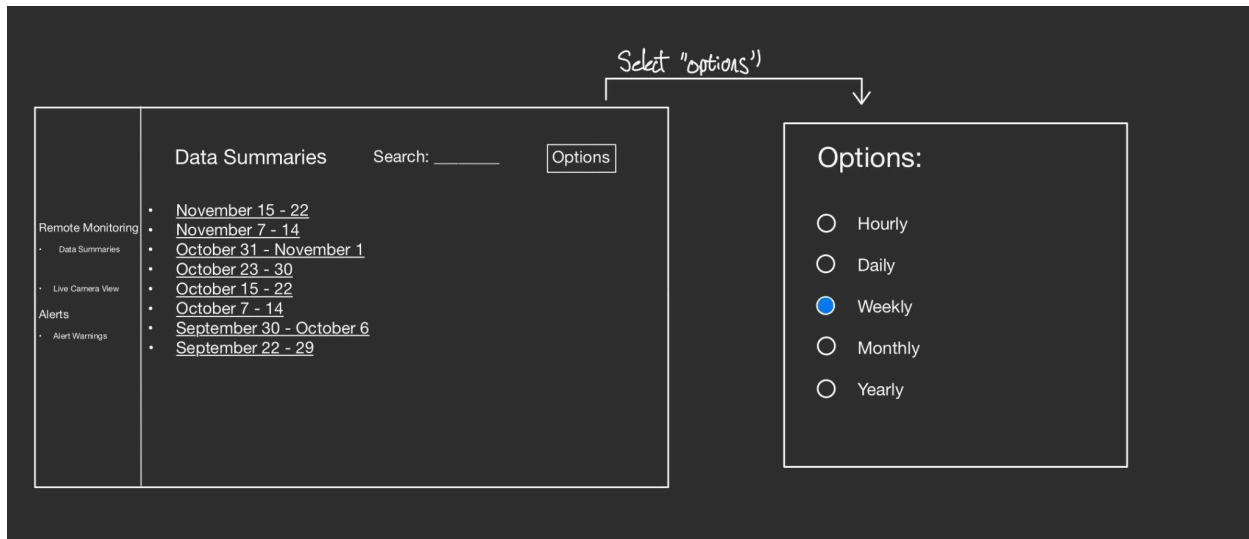 Select "options"
Data Summaries
Search: ________
Options
Remote Monitoring
• Data Summaries
• Live Camera View
Alerts
• Alert Warnings
• November 15 - 22
• November 7 - 14
• October 31 - November 1
• October 23 - 30
• October 15 - 22
• October 7 - 14
• September 30 - October 6
• September 22 - 29
Options:
Hourly
Daily
Weekly
Monthly
Yearly